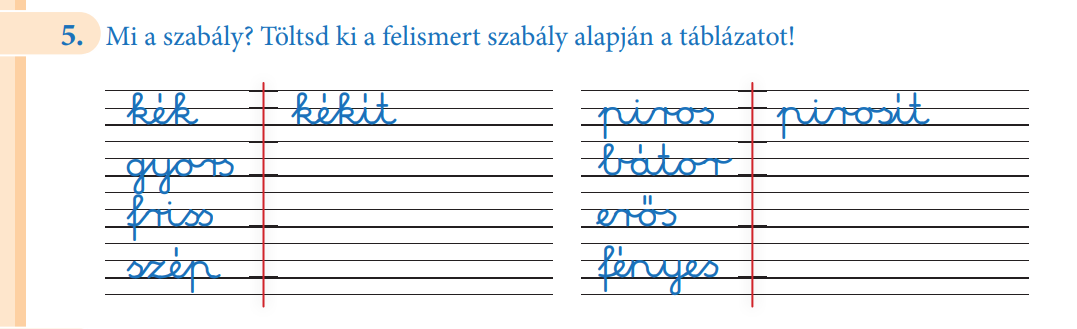 5. Mi a szabály? Töltsd ki a felismert szabály alapján a táblázatot!
kék kékít
gyors
friss
szép
piros pirosít
bátor
erős
fényes